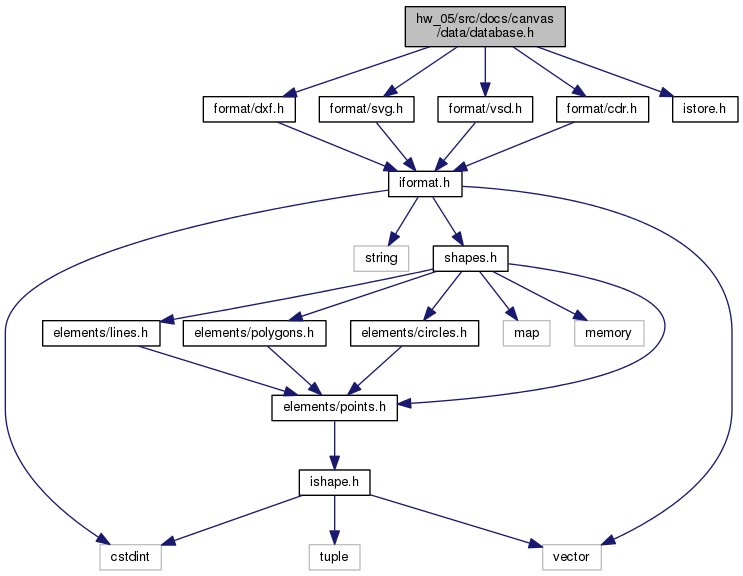 hw_05/src/docs/canvas
/data/database.h
format/dxf.h
format/svg.h
format/vsd.h
format/cdr.h
istore.h
iformat.h
string
shapes.h
elements/lines.h
elements/polygons.h
elements/circles.h
map
memory
elements/points.h
ishape.h
cstdint
tuple
vector